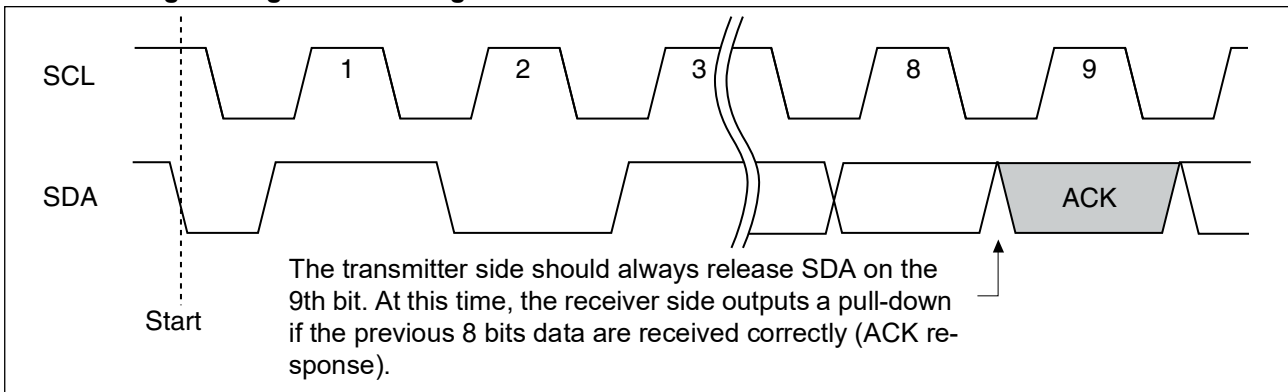 SCL
1 2 3 8 9
SDA
ACK
The transmitter side should always release SDA on the
9th bit. At this time, the receiver side outputs a pull-down
if the previous 8 bits data are received correctly (ACK re-
sponse).
Start